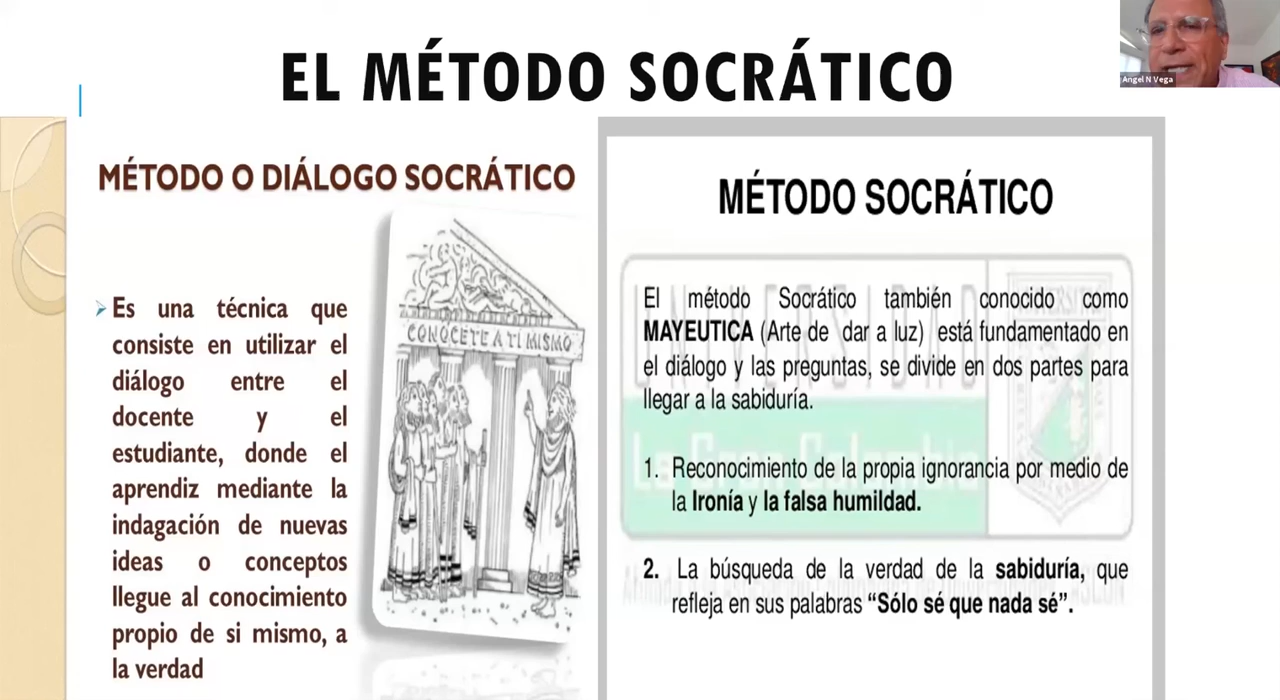 EL MÉTODO SOCRÁTICO
Angel N Vega
MÉTODO O DIÁLOGO SOCRÁTICO
Es una técnica que
consiste en utilizar el
diálogo entre el
docente y el
estudiante, donde el
aprendiz mediante la
indagación de nuevas
ideas o conceptos
llegue al conocimiento
propio de si mismo, a
la verdad
CONOCETE A TI MISMO
MÉTODO SOCRÁTICO
El método Socrático también conocido como
MAYEUTICA (Arte de dar a luz) está fundamentado en
el diálogo y las preguntas, se divide en dos partes para
llegar a la sabiduría.
1. Reconocimiento de la propia ignorancia por medio de
la Ironía y la falsa humildad.
2. La búsqueda de la verdad de la sabiduría, que
refleja en sus palabras “Sólo sé que nada sé”.
UNIVERSIDAD
La Gran Colombia